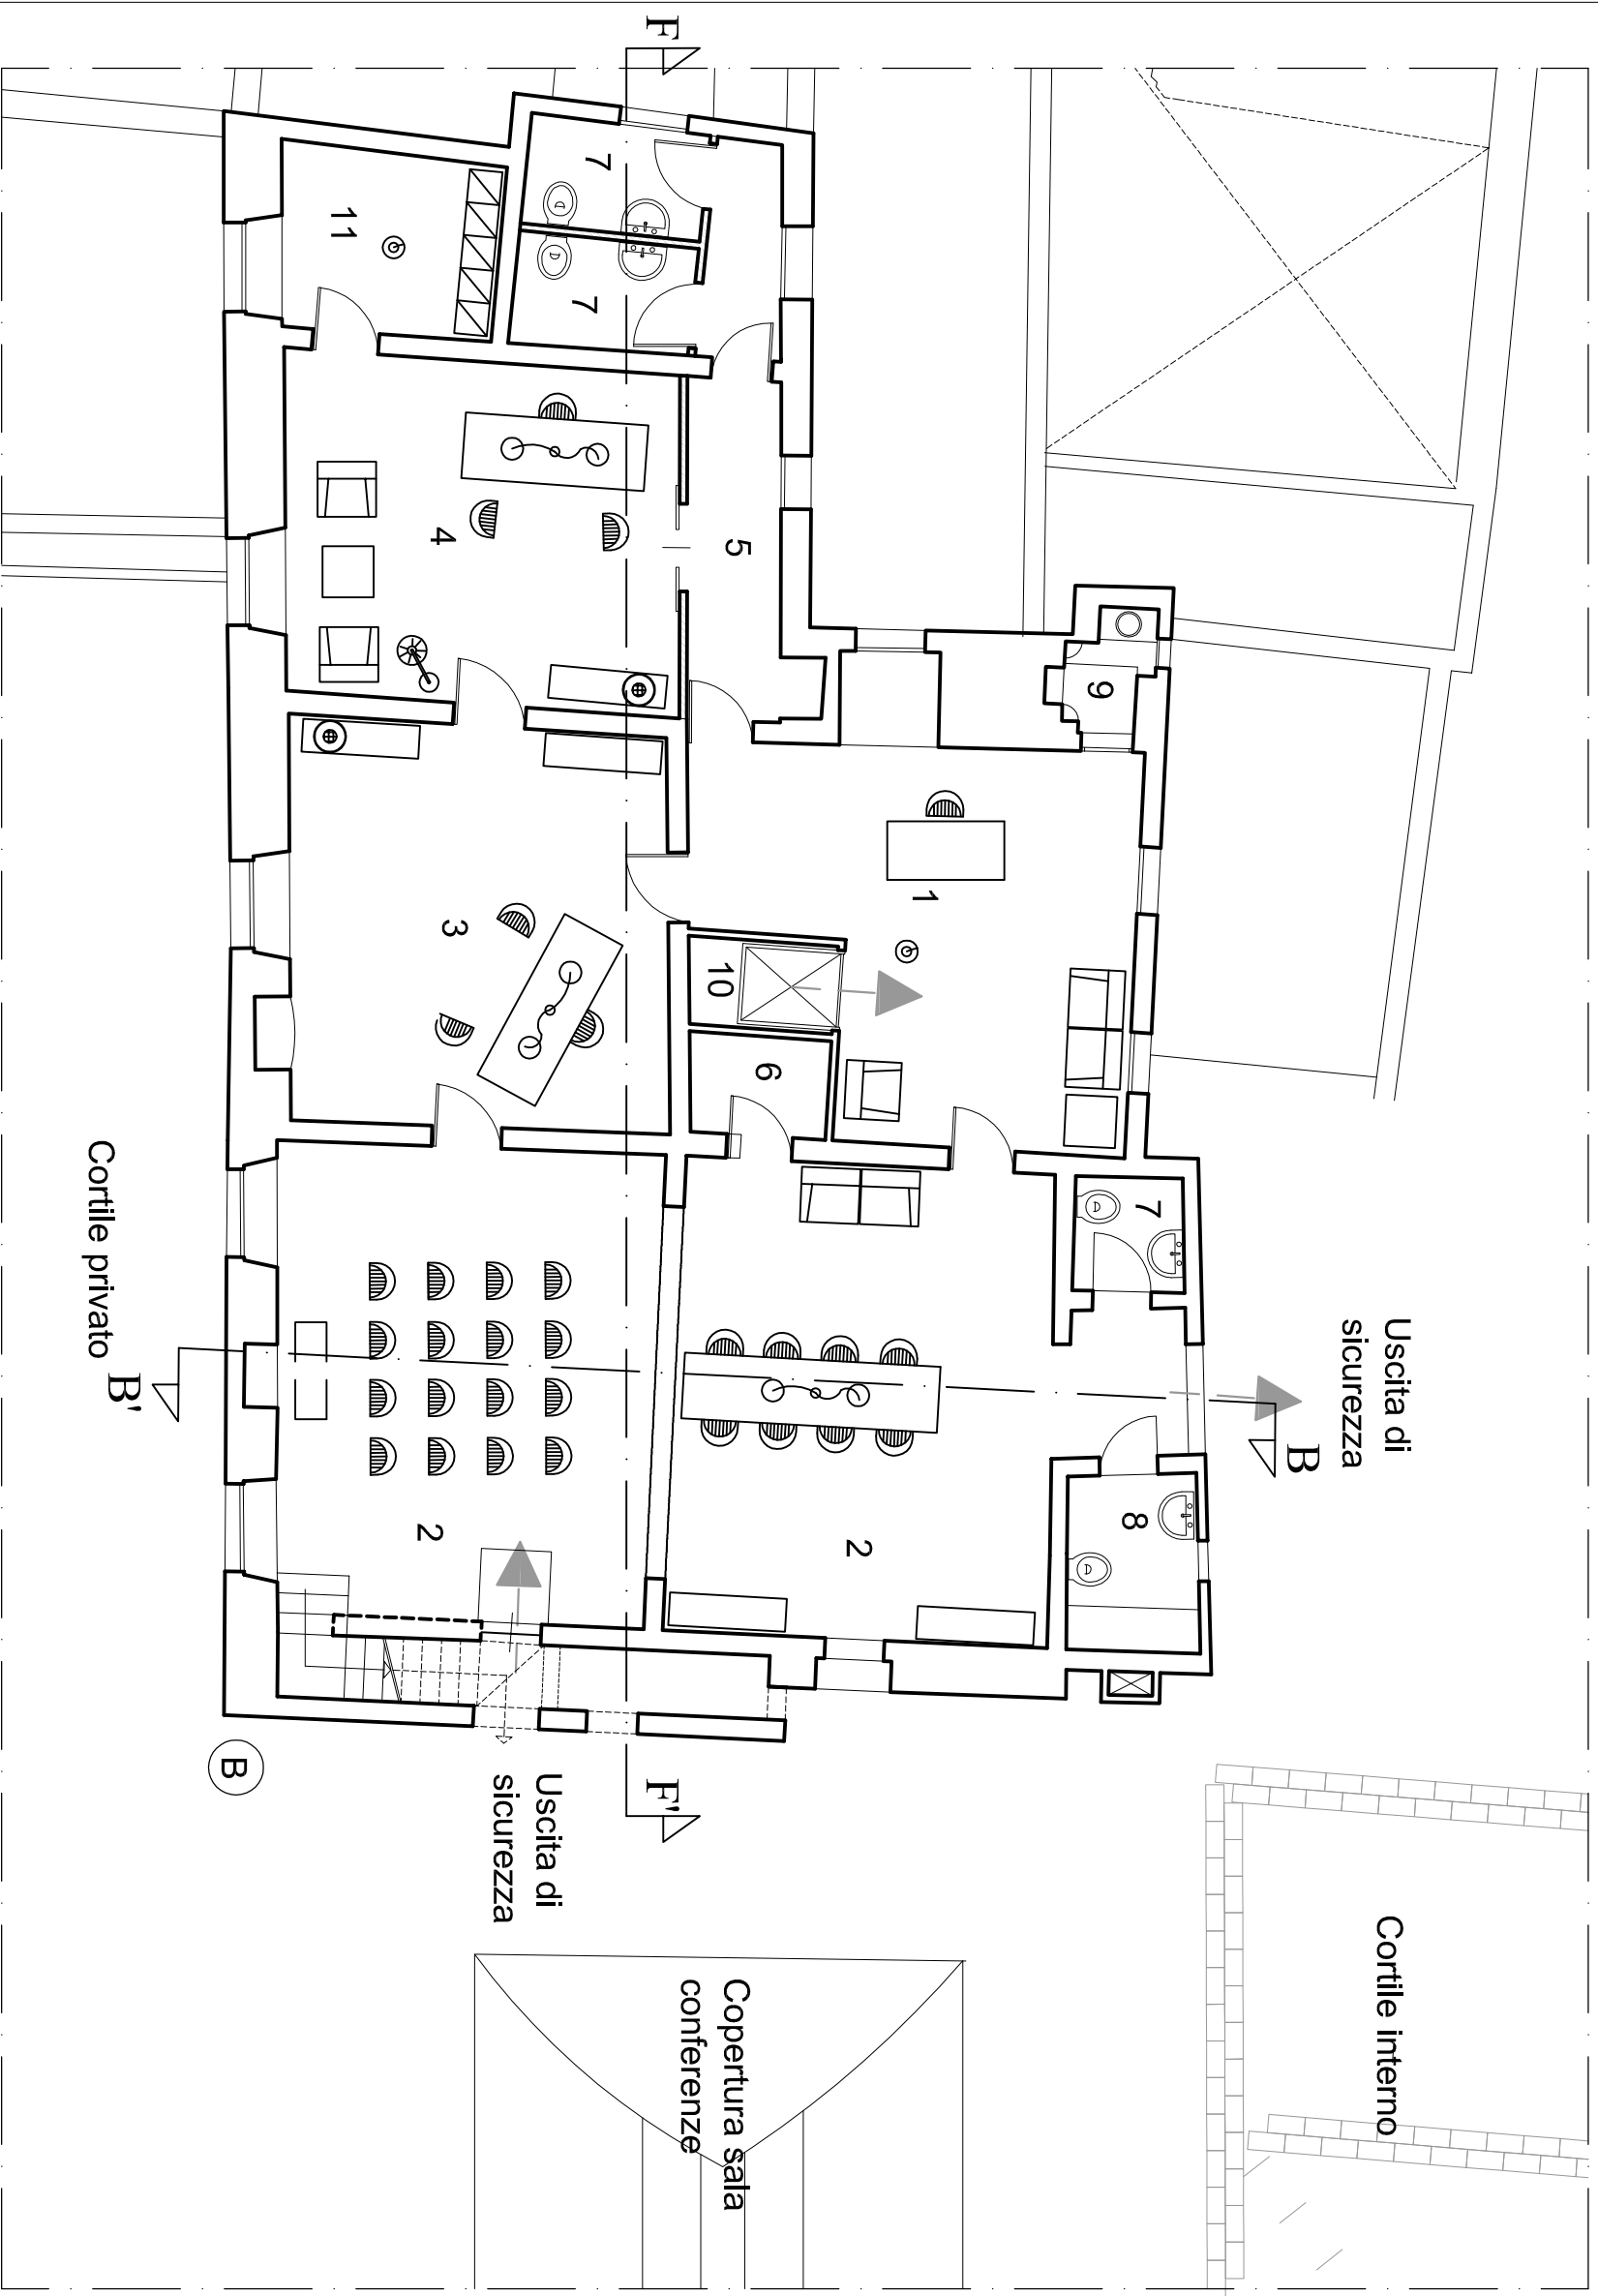 Uscita di
sicurezza
Cortile interno
B
7
8
9
1
2
6
5
10
Copertura sala
conferenze
F
F'
7
7
Uscita di
sicurezza
4
3
2
11
B
B'
Cortile privato